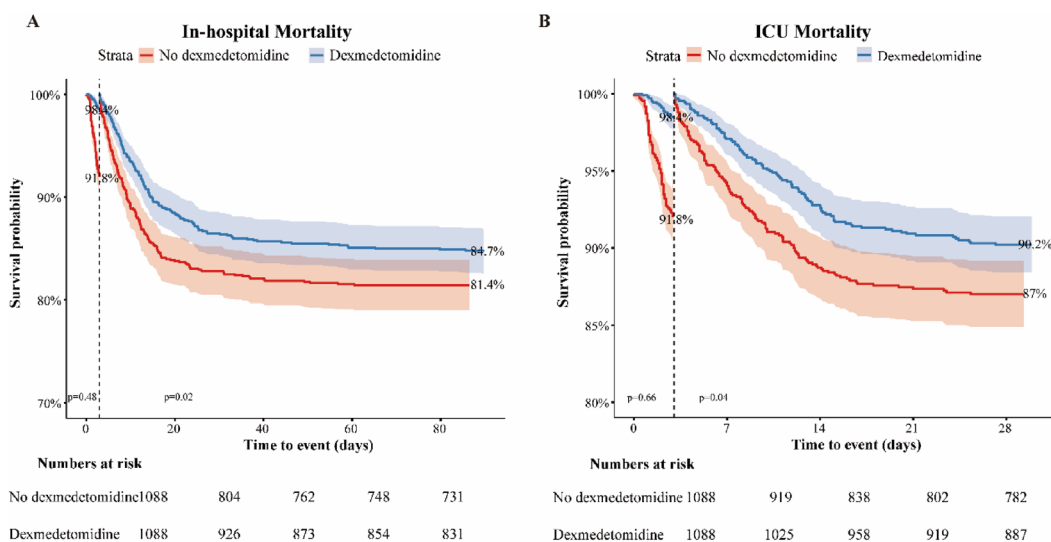 A
In-hospital Mortality
Strata No dexmedetomidine Dexmedetomidine
100%
98.4%
91.8%
90%
84.7%
81.4%
80%
70%
p=0.48
p=0.02
Survival probability
0 20 40 60 80
Time to event (days)
Numbers at risk
No dexmedetomidine 1088 804 762 748 731
Dexmedetomidine 1088 926 873 854 831
B
ICU Mortality
Strata No dexmedetomidine Dexmedetomidine
100%
98.4%
95%
91.8%
90%
90.2%
87%
85%
80%
p=0.66
p=0.04
Survival probability
0 7 14 21 28
Time to event (days)
Numbers at risk
No dexmedetomidine 1088 919 838 802 782
Dexmedetomidine 1088 1025 958 919 887